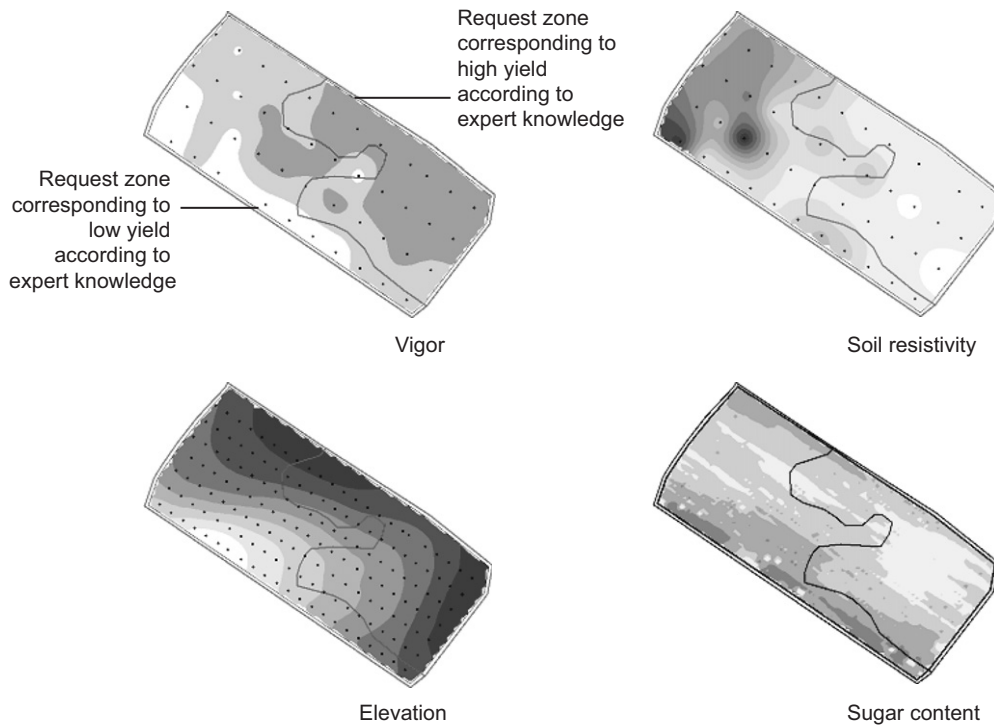 Request zone
corresponding to
high yield
according to
expert knowledge
Request zone
corresponding to
low yield
according to
expert knowledge
Vigor
Soil resistivity
Elevation
Sugar content